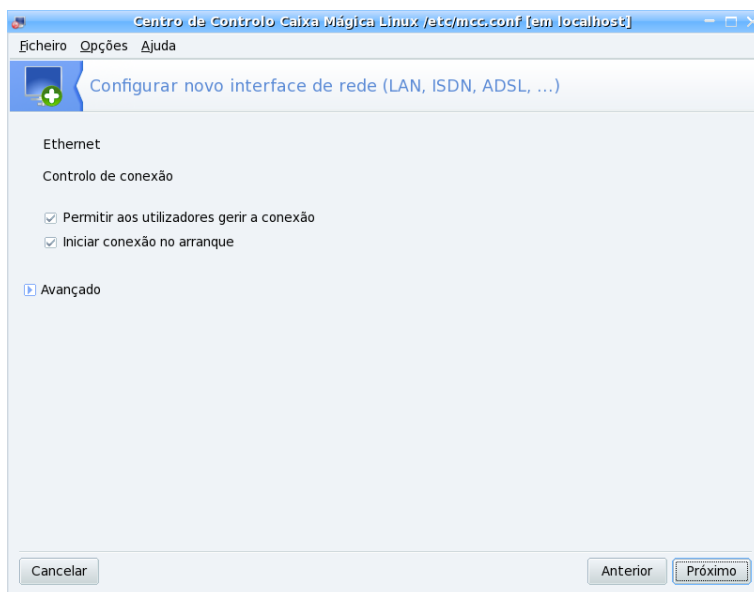 Centro de Controlo Caixa Mágica Linux /etc/mcc.conf [em localhost]
Ficheiro Opções Ajuda
Configurar novo interface de rede (LAN, ISDN, ADSL, ...)
Ethernet
Controlo de conexão
Permitir aos utilizadores gerir a conexão
Iniciar conexão no arranque
Avançado
Cancelar Anterior Próximo